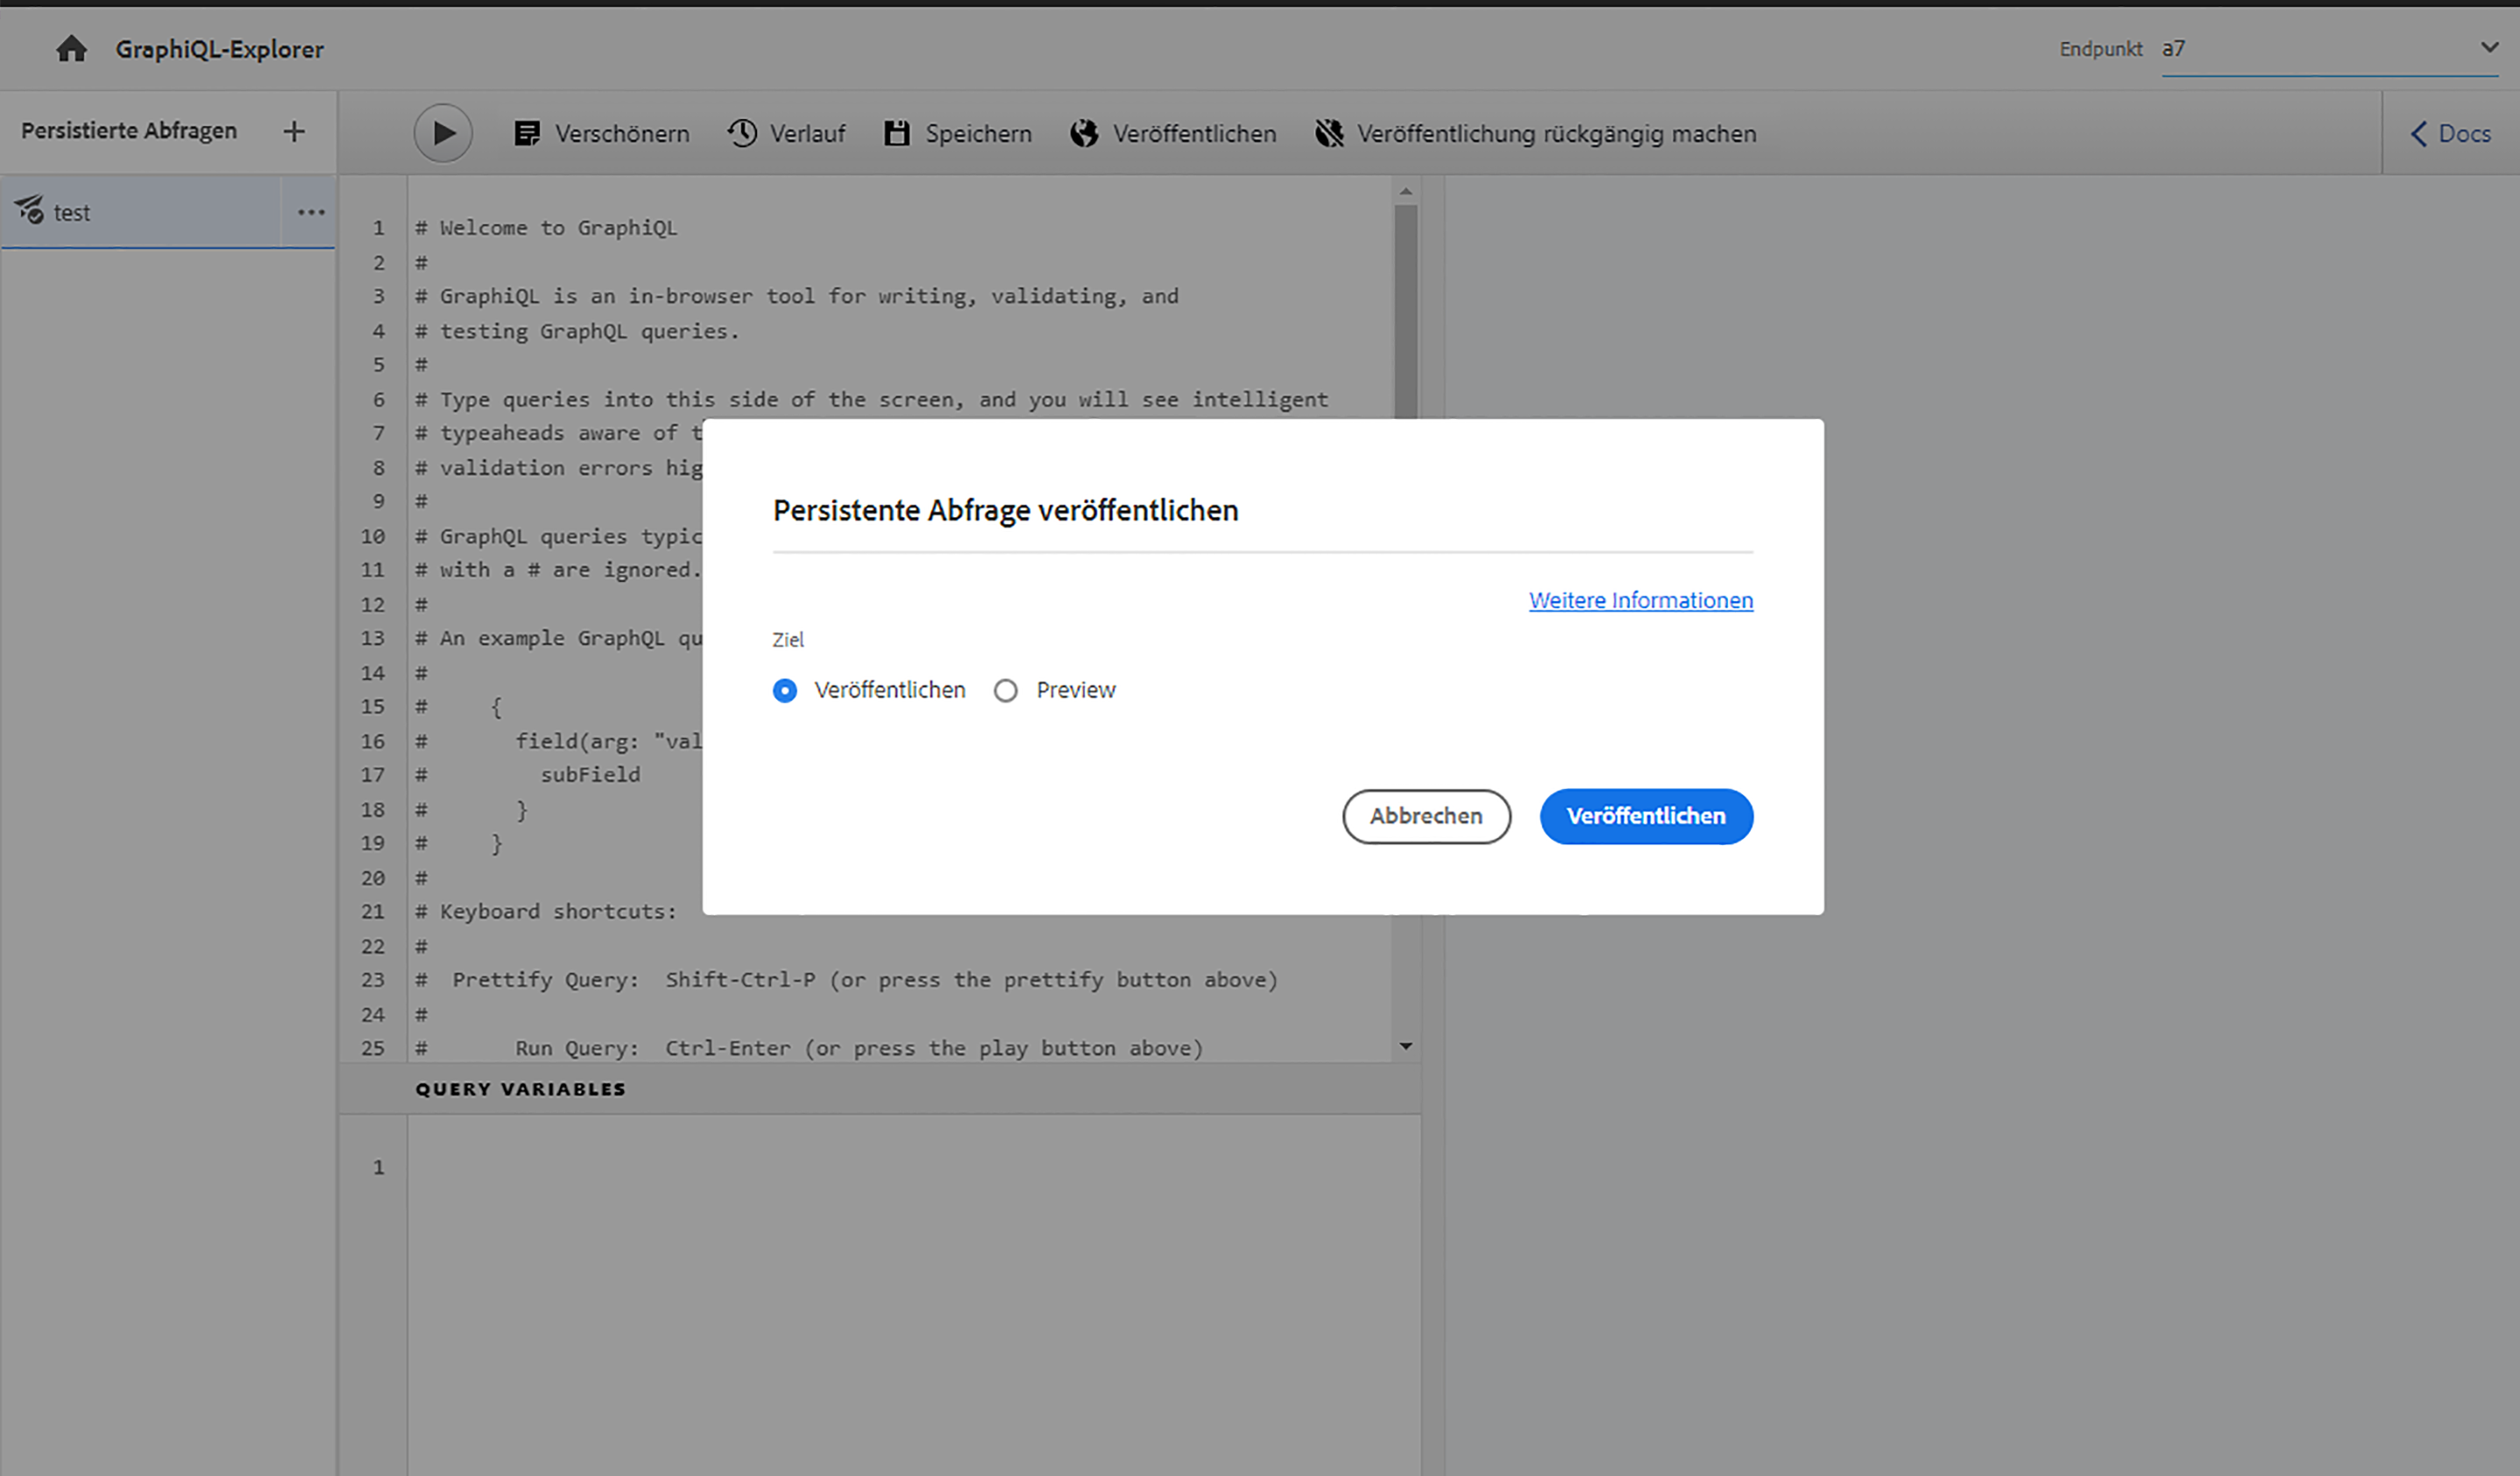 GraphiQL-Explorer
Endpunkt a7
Persistierte Abfragen
Verschönern Verlauf Speichern Veröffentlichen Veröffentlichung rückgängig machen Docs
test
1 # Welcome to GraphiQL
2 #
3 # GraphiQL is an in-browser tool for writing, validating, and
4 # testing GraphQL queries.
5 #
6 # Type queries into this side of the screen, and you will see intelligent
7 # typeaheads aware of t
8 # validation errors hig
9 #
10 # GraphQL queries typic
11 # with a # are ignored.
12 #
13 # An example GraphQL qu
14 #
15 # {
16 # field(arg: "val
17 # subField
18 # }
19 # }
20 #
21 # Keyboard shortcuts:
22 #
23 # Prettify Query: Shift-Ctrl-P (or press the prettify button above)
24 #
25 # Run Query: Ctrl-Enter (or press the play button above)
QUERY VARIABLES
1
Persistente Abfrage veröffentlichen
Weitere Informationen
Ziel
Veröffentlichen Preview
Abbrechen Veröffentlichen